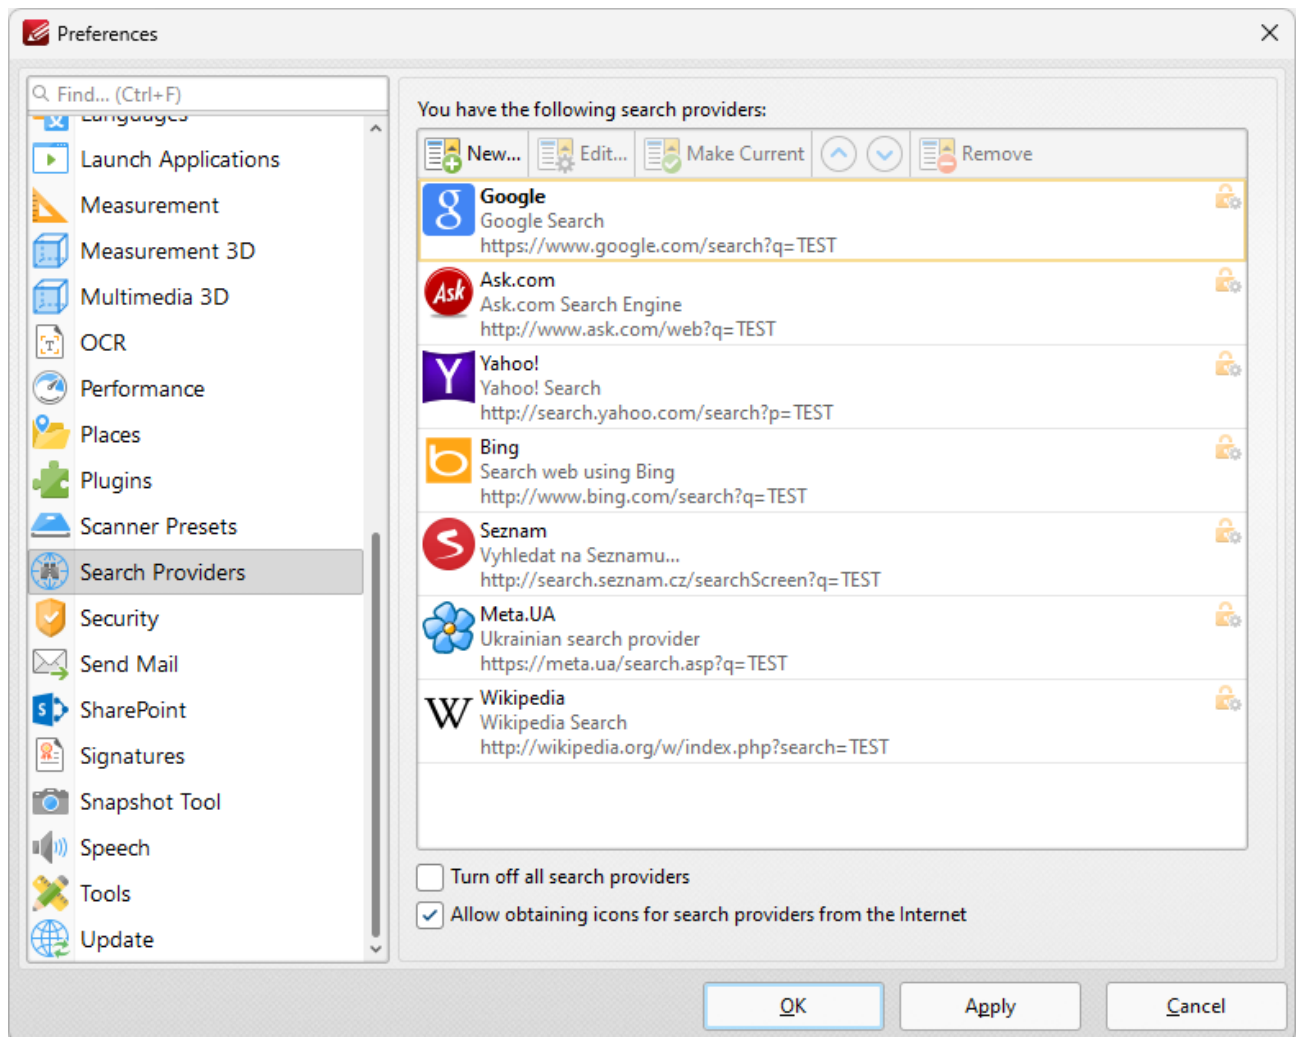 Preferences
Find... (Ctrl+F)
Languages
Launch Applications
Measurement
Measurement 3D
Multimedia 3D
OCR
Performance
Places
Plugins
Scanner Presets
Search Providers
Security
Send Mail
SharePoint
Signatures
Snapshot Tool
Speech
Tools
Update
You have the following search providers:
New... Edit... Make Current Remove
Google
Google Search
https://www.google.com/search?q=TEST
Ask
Ask.com
Ask.com Search Engine
http://www.ask.com/web?q=TEST
Yahoo!
Yahoo! Search
http://search.yahoo.com/search?p=TEST
Bing
Search web using Bing
http://www.bing.com/search?q=TEST
Seznam
Vyhledat na Seznamu...
http://search.seznam.cz/searchScreen?q=TEST
Meta.UA
Ukrainian search provider
https://meta.ua/search.asp?q=TEST
Wikipedia
Wikipedia Search
http://wikipedia.org/w/index.php?search=TEST
Turn off all search providers
Allow obtaining icons for search providers from the Internet
OK Apply Cancel